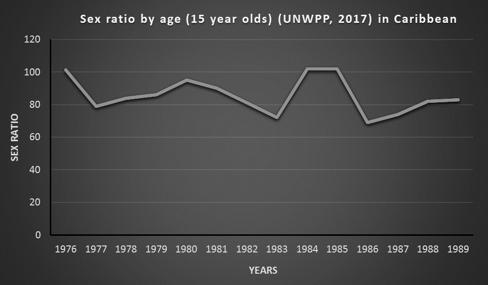 Sex ratio by age (15 year olds) (UNWPP, 2017) in Caribbean
120
100
80
60
40
20
0
SEX RATIO
1976 1977 1978 1979 1980 1981 1982 1983 1984 1985 1986 1987 1988 1989
YEARS